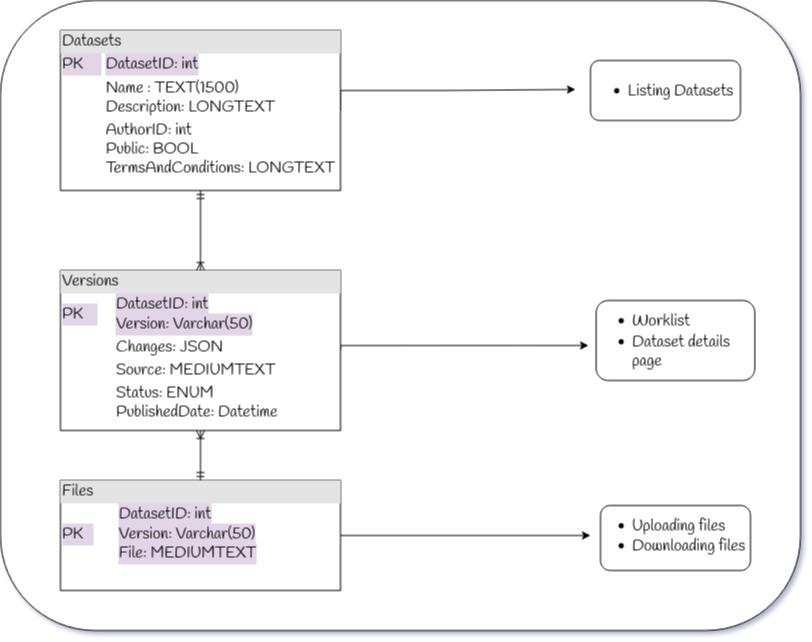 Datasets
PK
DatasetID: int
Name : TEXT(1500)
Description: LONGTEXT
AuthorID: int
Public: BOOL
TermsAndConditions: LONGTEXT
• Listing Datasets
Versions
PK
DatasetID: int
Version: Varchar(50)
Changes: JSON
Source: MEDIUMTEXT
Status: ENUM
PublishedDate: Datetime
• Worklist
• Dataset details
page
Files
PK
DatasetID: int
Version: Varchar(50)
File: MEDIUMTEXT
• Uploading files
• Downloading files